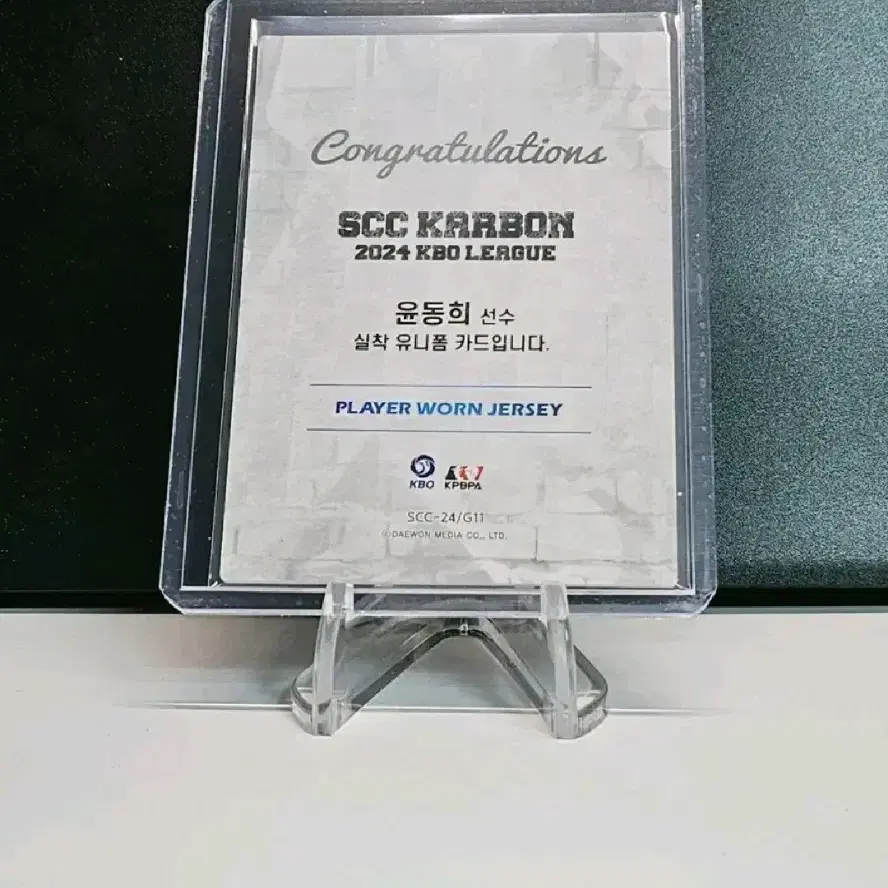 Congratulations
SCC KARBON
2024 KBO LEAGUE
윤동희 선수
실착 유니폼 카드입니다.
PLAYER WORN JERSEY
KBO KPBPA
SCC-24/G11
©DAEWON MEDIA CO., LTD.